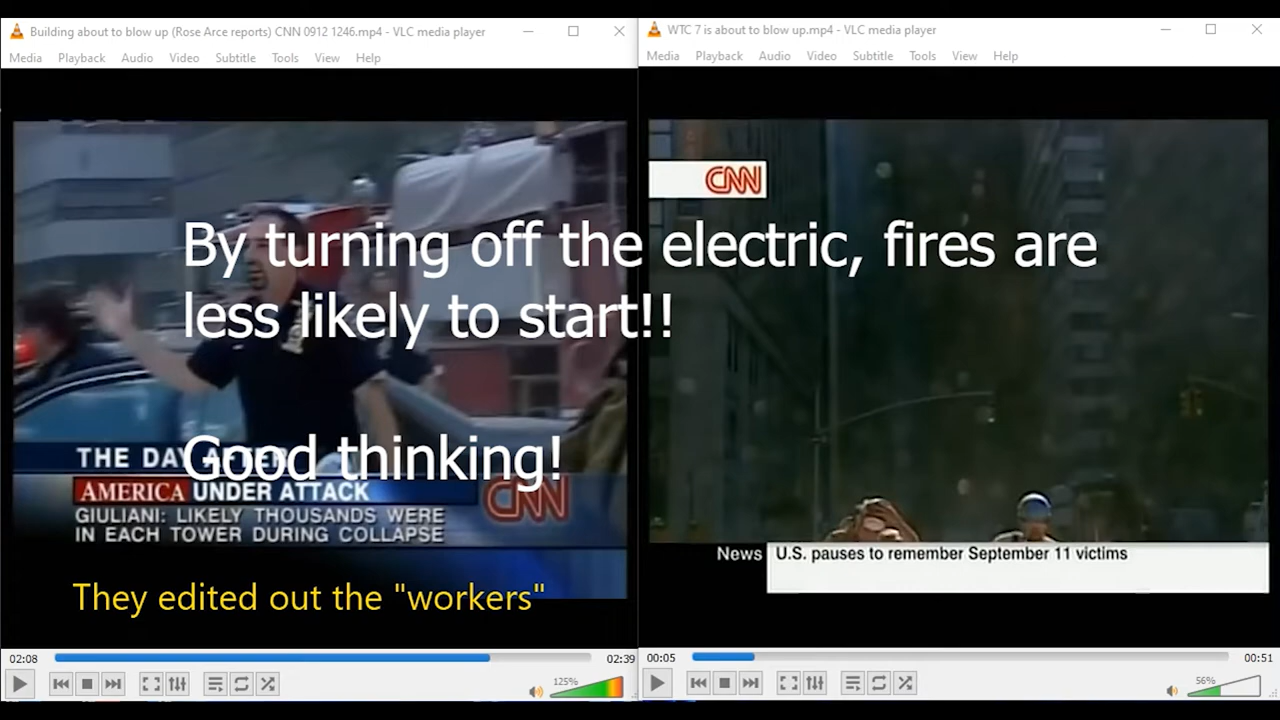 Building about to blow up (Rose Arce reports) CNN 0912 1246.mp4 - VLC media player
Media Playback Audio Video Subtitle Tools View Help
WTC 7 is about to blow up.mp4 - VLC media player
Media Playback Audio Video Subtitle Tools View Help
CNN
By turning off the electric, fires are
less likely to start!!
Good thinking!
THE DAY AFTER
AMERICA UNDER ATTACK
CNN
GIULIANI: LIKELY THOUSANDS WERE
IN EACH TOWER DURING COLLAPSE
They edited out the "workers"
News U.S. pauses to remember September 11 victims
02:08 02:39
125%
00:05 00:51
56%